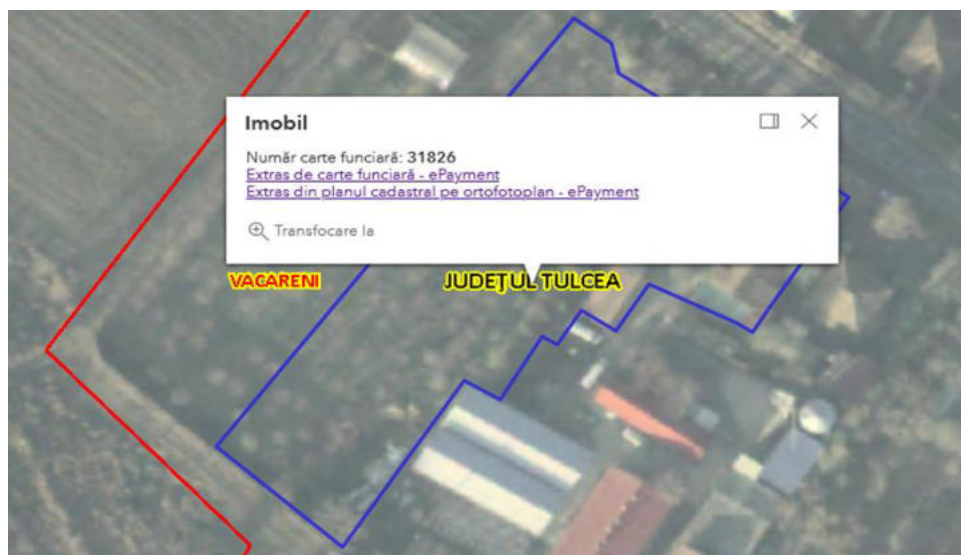 Imobil
Număr carte funciară: 31826
Extras de carte funciară - ePayment
Extras din planul cadastral pe ortofotoplan - ePayment
Transfocare la
VACARENI
JUDEȚUL TULCEA